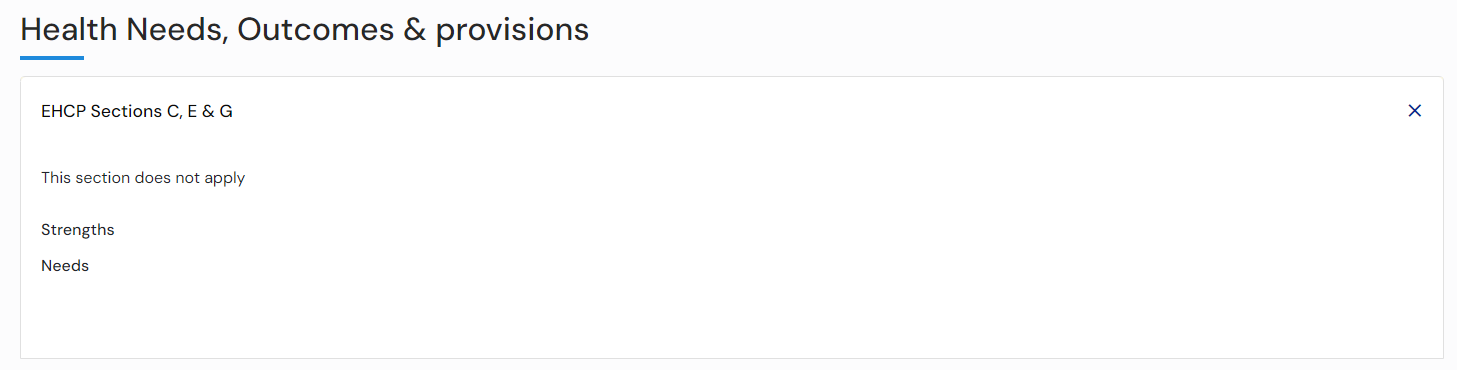 Health Needs, Outcomes & provisions
EHCP Sections C, E & G
This section does not apply
Strengths
Needs